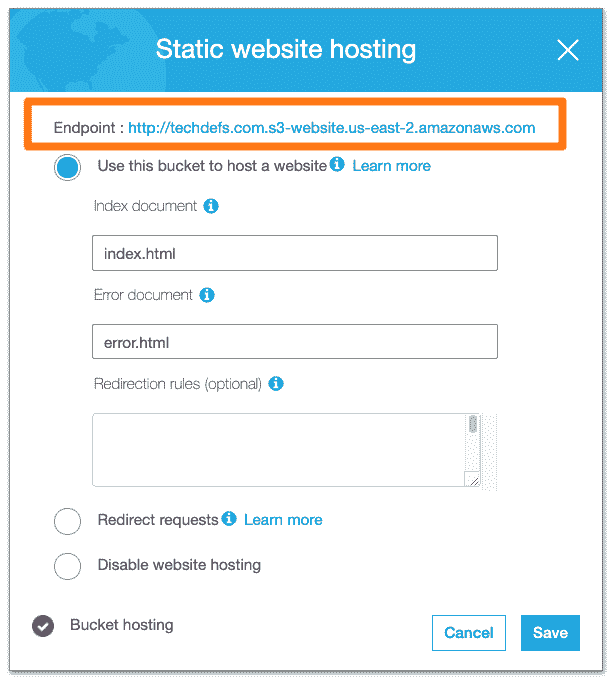 Static website hosting
Endpoint : http://techdefs.com.s3-website.us-east-2.amazonaws.com
Use this bucket to host a website Learn more
Index document
index.html
Error document
error.html
Redirection rules (optional)
Redirect requests Learn more
Disable website hosting
Bucket hosting
Cancel Save